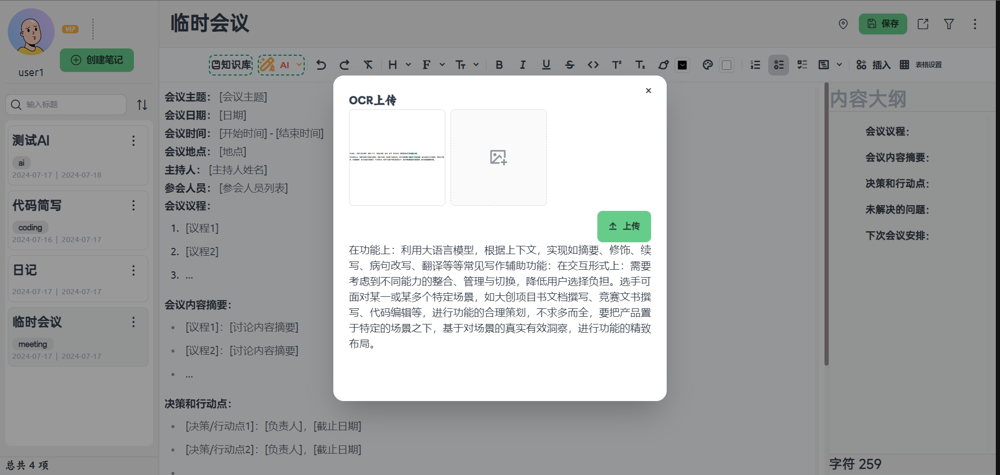 VIP
创建笔记
user1
输入标题
测试AI
ai
2024-07-17 | 2024-07-18
代码简写
coding
2024-07-16 | 2024-07-17
日记
2024-07-17 | 2024-07-17
临时会议
meeting
2024-07-17 | 2024-07-17
总共 4 项
临时会议
保存
知识库 AI
插入 表格设置
会议主题： [会议主题]
会议日期： [日期]
会议时间： [开始时间] - [结束时间]
会议地点： [地点]
主持人： [主持人姓名]
参会人员： [参会人员列表]
会议议程：
1. [议程1]
2. [议程2]
3. ...
会议内容摘要：
[议程1]：[讨论内容摘要]
[议程2]：[讨论内容摘要]
...
决策和行动点：
[决策/行动点1]：[负责人]，[截止日期]
[决策/行动点2]：[负责人]，[截止日期]
OCR上传
上传
在功能上：利用大语言模型，根据上下文，实现如摘要、修饰、续
写、病句改写、翻译等等常见写作辅助功能：在交互形式上：需要
考虑到不同能力的整合、管理与切换，降低用户选择负担。选手可
面对某一或某多个特定场景，如大创项目书文档撰写、竞赛文书撰
写、代码编辑等，进行功能的合理策划，不求多而全，要把产品置
于特定的场景之下，基于对场景的真实有效洞察，进行功能的精致
布局。
内容大纲
会议议程：
会议内容摘要：
决策和行动点：
未解决的问题：
下次会议安排：
字符 259